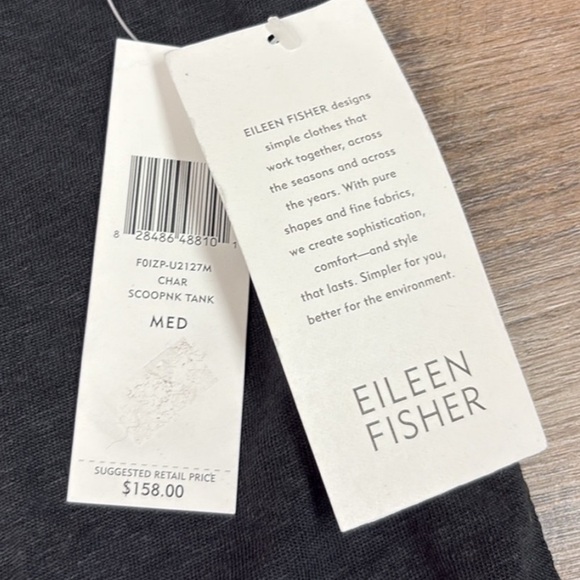 8 28486 48810 1
F0IZP-U2127M
CHAR
SCOOPNK TANK
MED
SUGGESTED RETAIL PRICE
$158.00
EILEEN FISHER designs
simple clothes that
work together, across
the seasons and across
the years. With pure
shapes and fine fabrics,
we create sophistication,
comfort—and style
that lasts. Simpler for you,
better for the environment.
EILEEN
FISHER